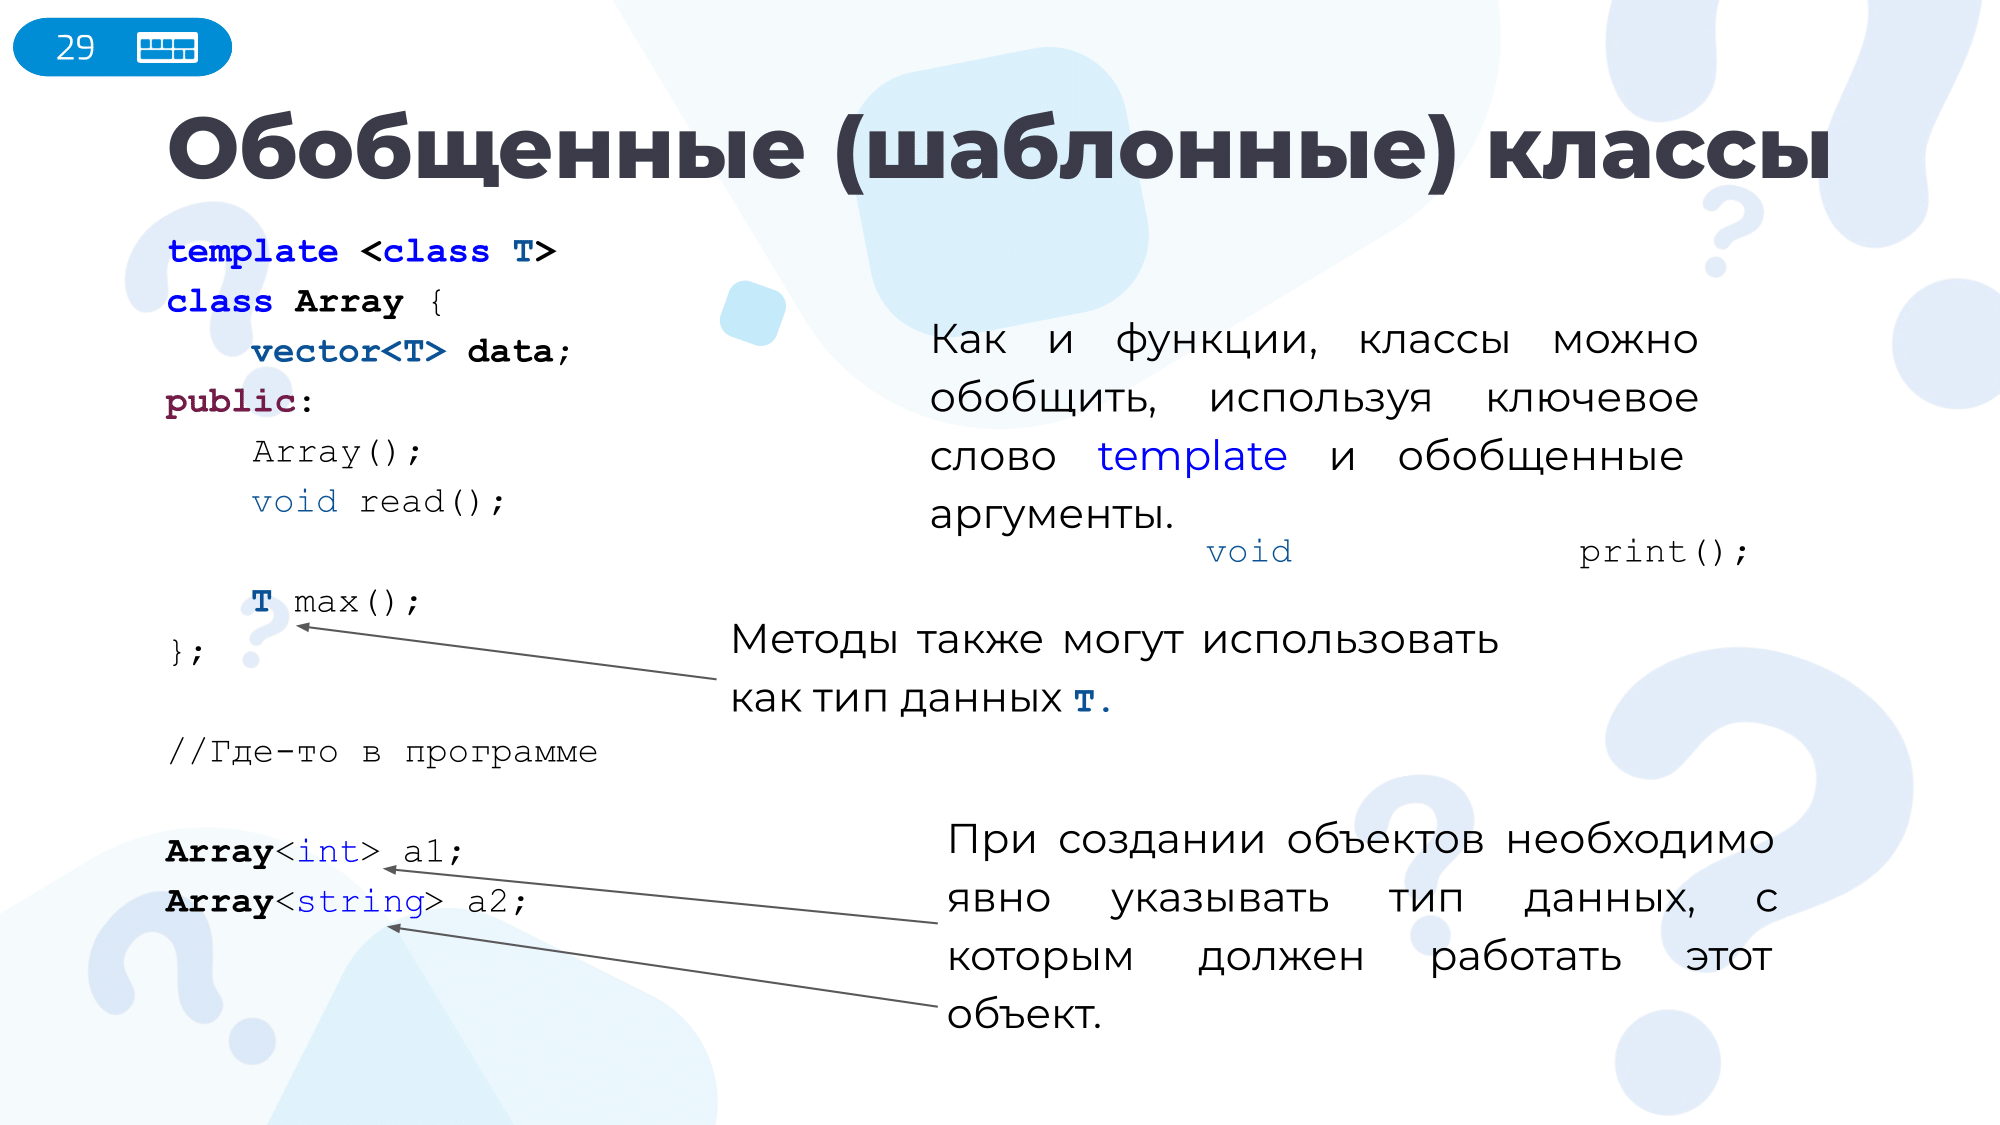 29
Обобщенные (шаблонные) классы
template <class T>
class Array {
vector<T> data;
public:
Array();
void read();
void print();
T max();
};
//Где-то в программе
Array<int> a1;
Array<string> a2;
Как и функции, классы можно
обобщить, используя ключевое
слово template и обобщенные
аргументы.
Методы также могут использовать
как тип данных T.
При создании объектов необходимо
явно указывать тип данных, с
которым должен работать этот
объект.